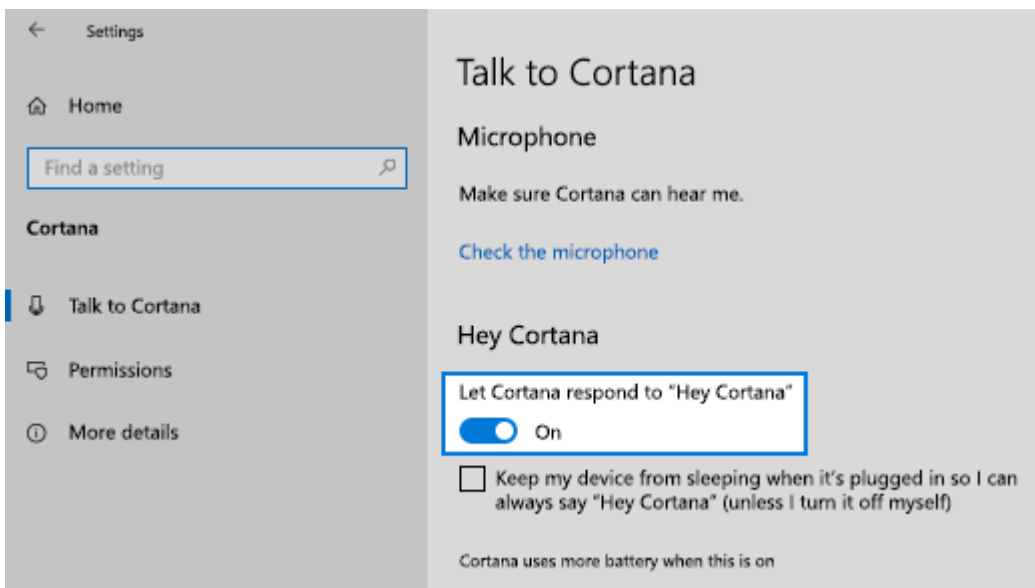 Settings
Home
Find a setting
Cortana
Talk to Cortana
Permissions
More details
Talk to Cortana
Microphone
Make sure Cortana can hear me.
Check the microphone
Hey Cortana
Let Cortana respond to “Hey Cortana”
On
Keep my device from sleeping when it's plugged in so I can
always say “Hey Cortana” (unless I turn it off myself)
Cortana uses more battery when this is on